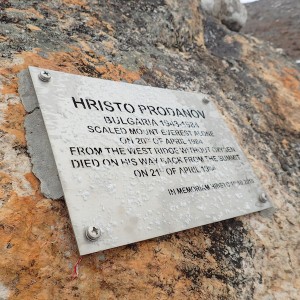 HRISTO PRODANOV
BULGARIA 1943-1984
SCALED MOUNT EVEREST ALONE
ON 20ᵗʰ OF APRIL 1984
FROM THE WEST RIDGE WITHOUT OXYGEN
DIED ON HIS WAY BACK FROM THE SUMMIT
ON 21ˢᵗ OF APRIL 1984
IN MEMORIAM, HRISTO